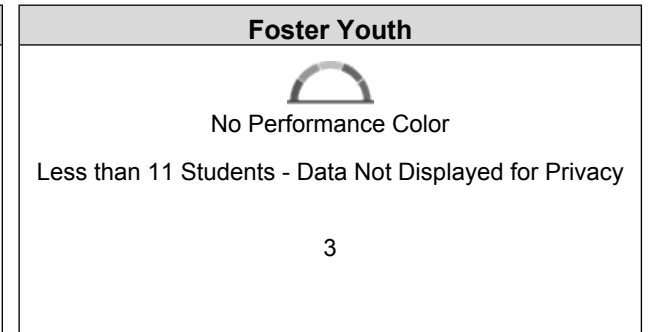 Foster Youth
No Performance Color
Less than 11 Students - Data Not Displayed for Privacy
3